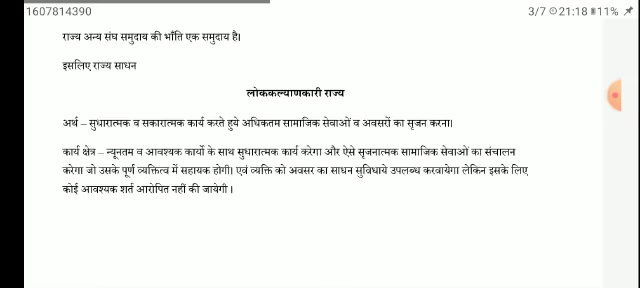 1607814390
3/7 21:18 11%
राज्य अन्य संघ समुदाय की भाँति एक समुदाय है।
इसलिए राज्य साधन
लोककल्याणकारी राज्य
अर्थ – सुधारात्मक व सकारात्मक कार्य करते हुये अधिकतम सामाजिक सेवाओं व अवसरों का सृजन करना।
कार्य क्षेत्र – न्यूनतम व आवश्यक कार्यो के साथ सुधारात्मक कार्य करेगा और ऐसे सृजनात्मक सामाजिक सेवाओं का संचालन
करेगा जो उसके पूर्ण व्यक्तित्व में सहायक होगी। एवं व्यक्ति को अवसर का साधन सुविधाये उपलब्ध करवायेगा लेकिन इसके लिए
कोई आवश्यक शर्त आरोपित नहीं की जायेगी।